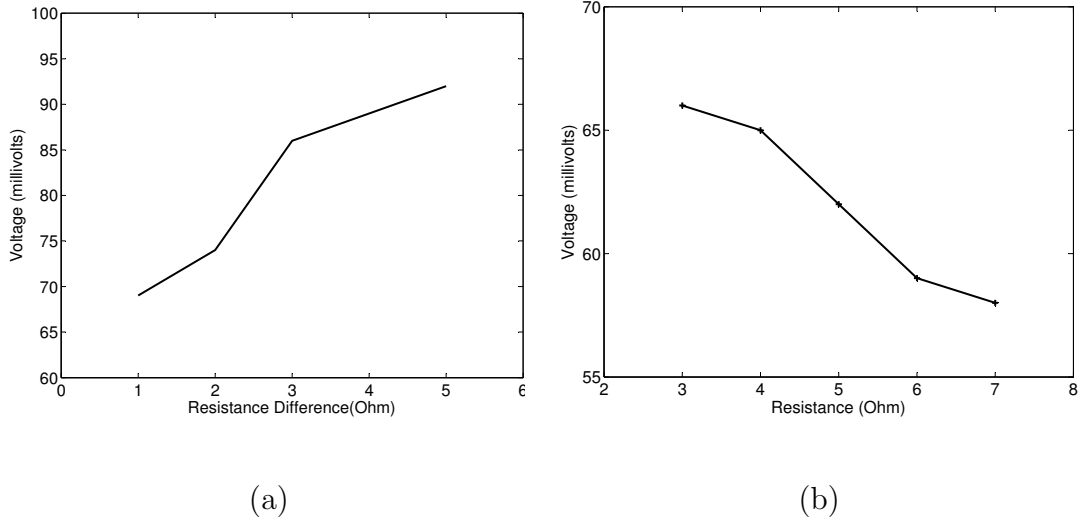 100
95
90
85
80
75
70
65
60
0 1 2 3 4 5 6
Voltage (millivolts)
Resistance Difference(Ohm)
(a)
70
65
60
55
2 3 4 5 6 7 8
Voltage (millivolts)
Resistance (Ohm)
(b)